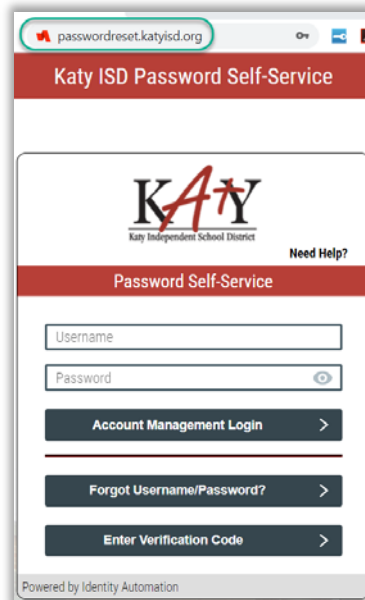 passwordreset.katyisd.org
Katy ISD Password Self-Service
KATY
Katy Independent School District
Need Help?
Password Self-Service
Username
Password
Account Management Login
Forgot Username/Password?
Enter Verification Code
Powered by Identity Automation